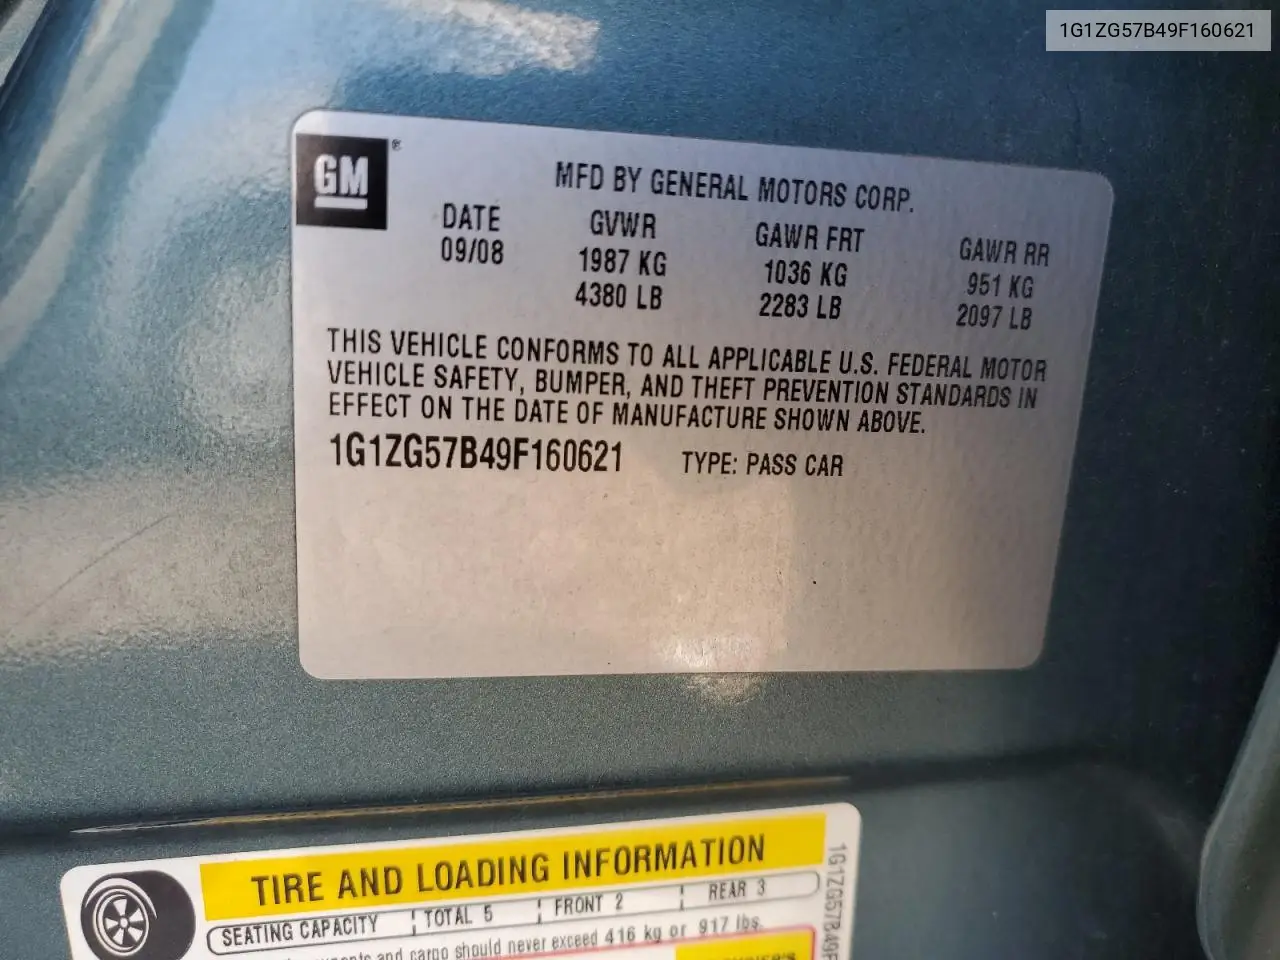 1G1ZG57B49F160621
GM ®
MFD BY GENERAL MOTORS CORP.
DATE GVWR GAWR FRT GAWR RR
09/08 1987 KG 1036 KG 951 KG
4380 LB 2283 LB 2097 LB
THIS VEHICLE CONFORMS TO ALL APPLICABLE U.S. FEDERAL MOTOR
VEHICLE SAFETY, BUMPER, AND THEFT PREVENTION STANDARDS IN
EFFECT ON THE DATE OF MANUFACTURE SHOWN ABOVE.
1G1ZG57B49F160621 TYPE: PASS CAR
TIRE AND LOADING INFORMATION
SEATING CAPACITY TOTAL 5 FRONT 2 REAR 3
and cargo should never exceed 416 kg or 917 lbs.
1G1ZG57B49F